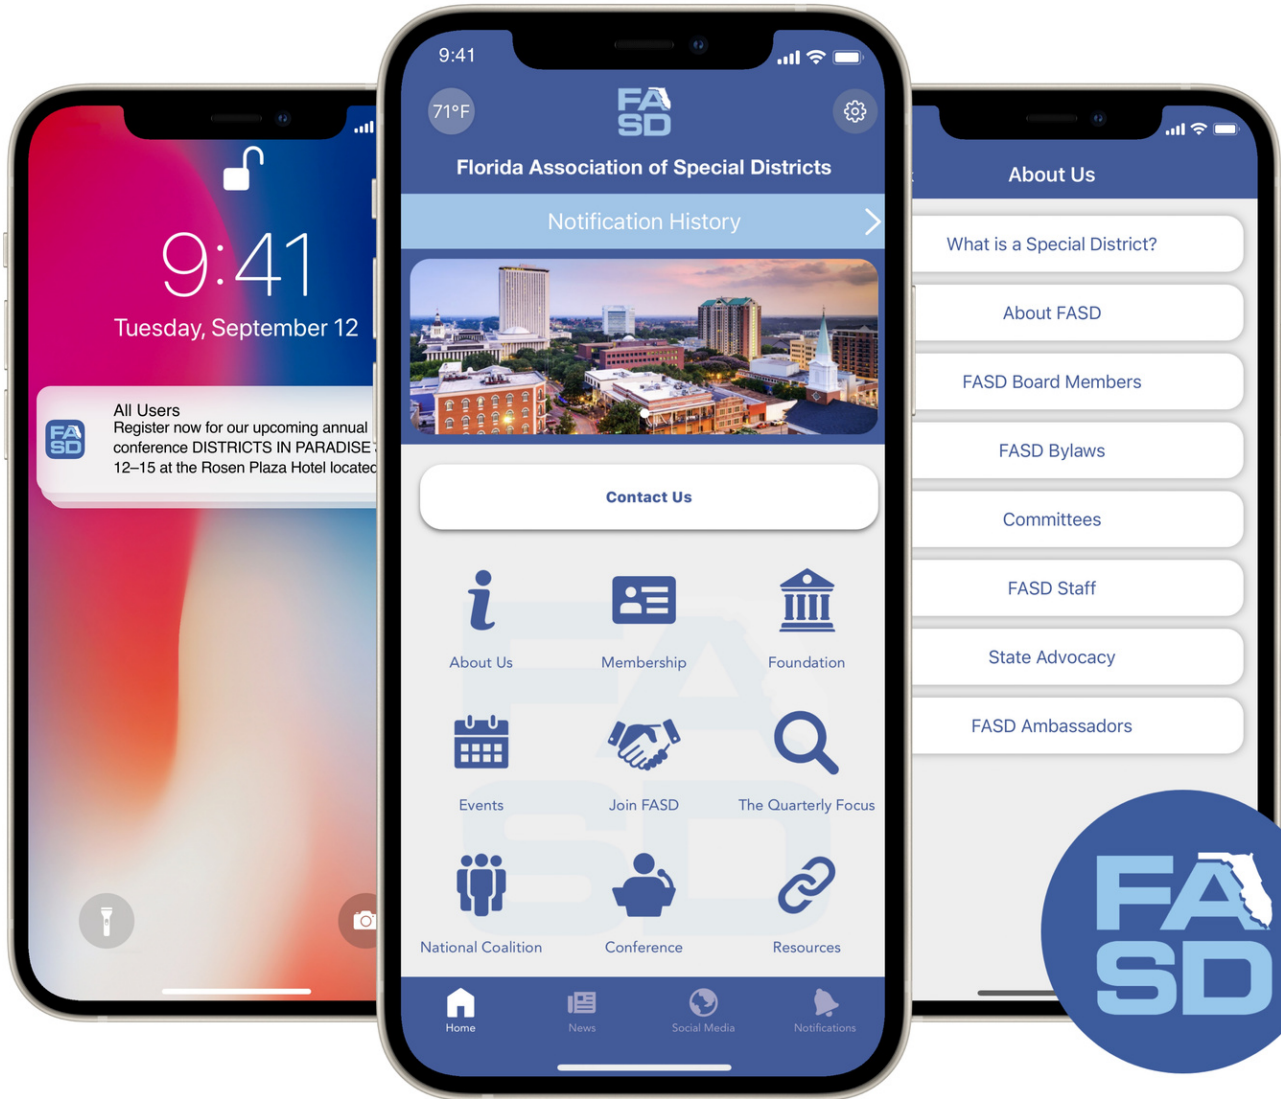 9:41
Tuesday, September 12
FA
SD
All Users
Register now for our upcoming annual
conference DISTRICTS IN PARADISE
12–15 at the Rosen Plaza Hotel located
9:41
71°F
FA
SD
Florida Association of Special Districts
Notification History
Contact Us
About Us
Membership
Foundation
Events
Join FASD
The Quarterly Focus
National Coalition
Conference
Resources
Home
News
Social Media
Notifications
FA
SD
About Us
What is a Special District?
About FASD
FASD Board Members
FASD Bylaws
Committees
FASD Staff
State Advocacy
FASD Ambassadors
FA
SD